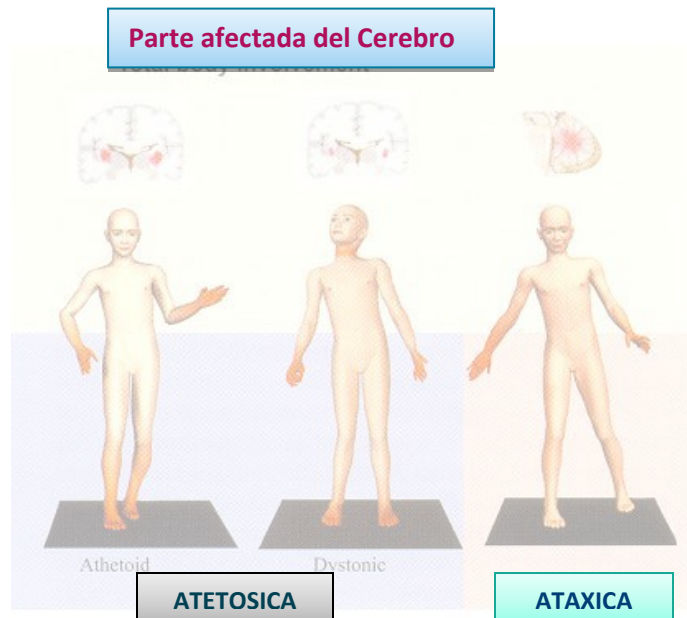 Parte afectada del Cerebro
Athetoid
Dystonic
ATETOSICA
ATAXICA